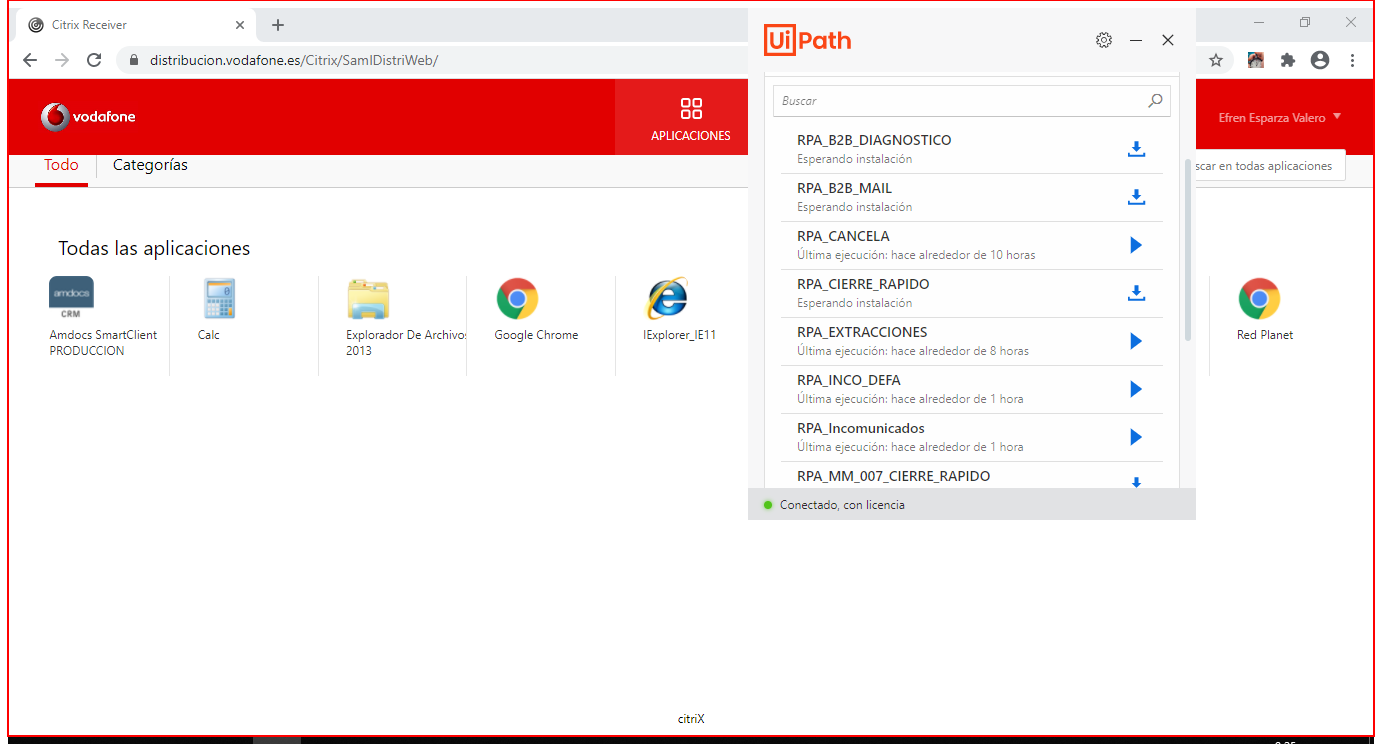 Citrix Receiver
distribucion.vodafone.es/Citrix/SamlDistriWeb/
vodafone
APLICACIONES
Efren Esparza Valero
Todo
Categorías
scar en todas aplicaciones
Todas las aplicaciones
amdocs
CRM
Amdocs SmartClient
PRODUCCION
Calc
Explorador De Archivos
2013
Google Chrome
IExplorer_IE11
Red Planet
citriX
UiPath
Buscar
RPA_B2B_DIAGNOSTICO
Esperando instalación
RPA_B2B_MAIL
Esperando instalación
RPA_CANCELA
Última ejecución: hace alrededor de 10 horas
RPA_CIERRE_RAPIDO
Esperando instalación
RPA_EXTRACCIONES
Última ejecución: hace alrededor de 8 horas
RPA_INCO_DEFA
Última ejecución: hace alrededor de 1 hora
RPA_Incomunicados
Última ejecución: hace alrededor de 1 hora
RPA_MM_007_CIERRE_RAPIDO
Conectado, con licencia